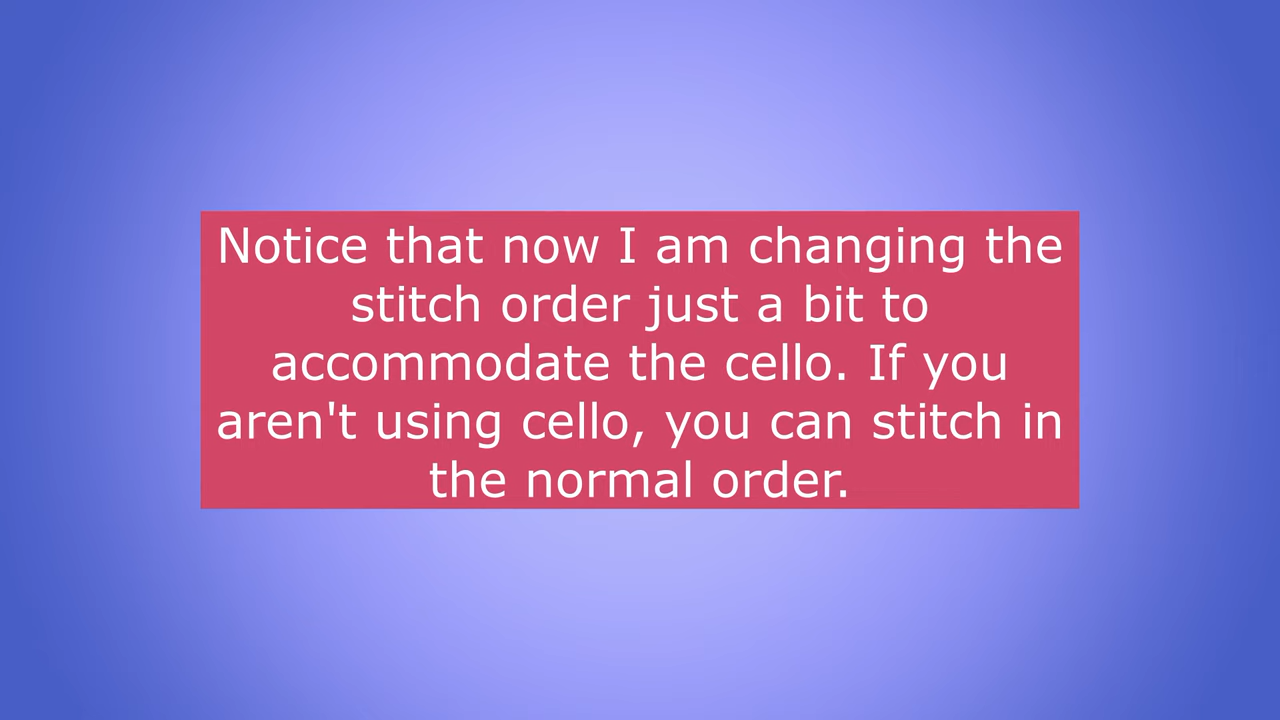 Notice that now I am changing the
stitch order just a bit to
accommodate the cello. If you
aren't using cello, you can stitch in
the normal order.